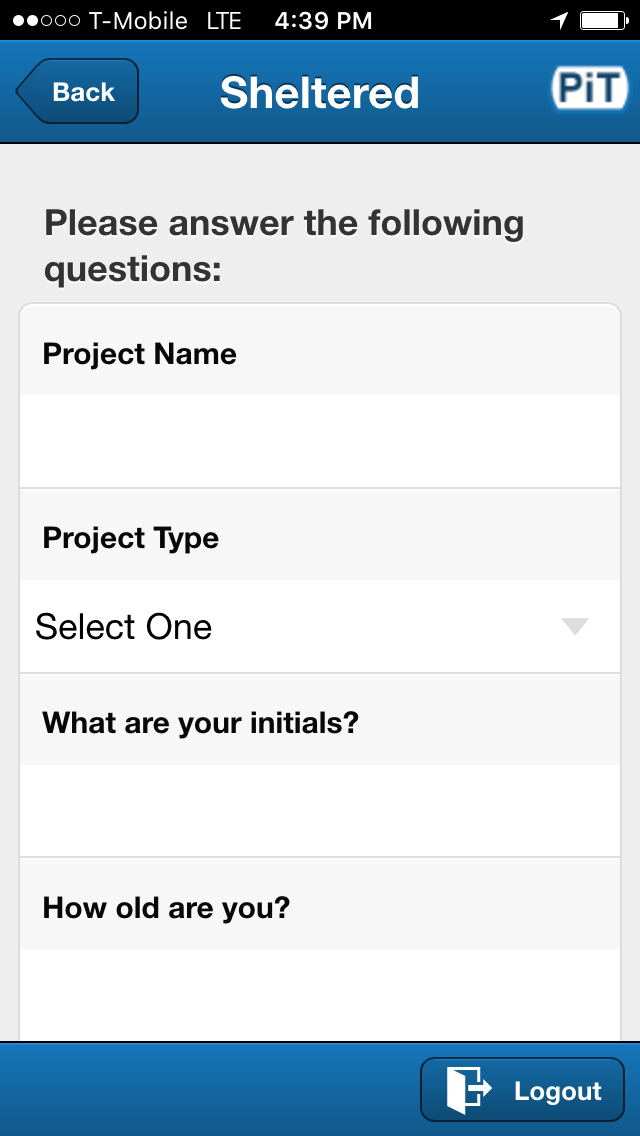 T-Mobile LTE 4:39 PM
Back Sheltered PiT
Please answer the following
questions:
Project Name
Project Type
Select One
What are your initials?
How old are you?
Logout